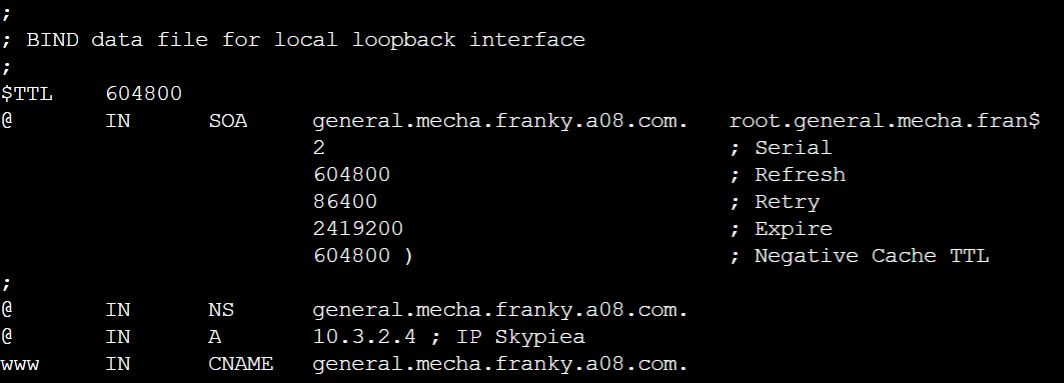 ;
; BIND data file for local loopback interface
;
$TTL    604800
@       IN      SOA     general.mecha.franky.a08.com.   root.general.mecha.fran$
                        2                               ; Serial
                        604800                          ; Refresh
                        86400                           ; Retry
                        2419200                         ; Expire
                        604800 )                        ; Negative Cache TTL
;
@       IN      NS      general.mecha.franky.a08.com.
@       IN      A       10.3.2.4 ; IP Skypiea
www     IN      CNAME   general.mecha.franky.a08.com.